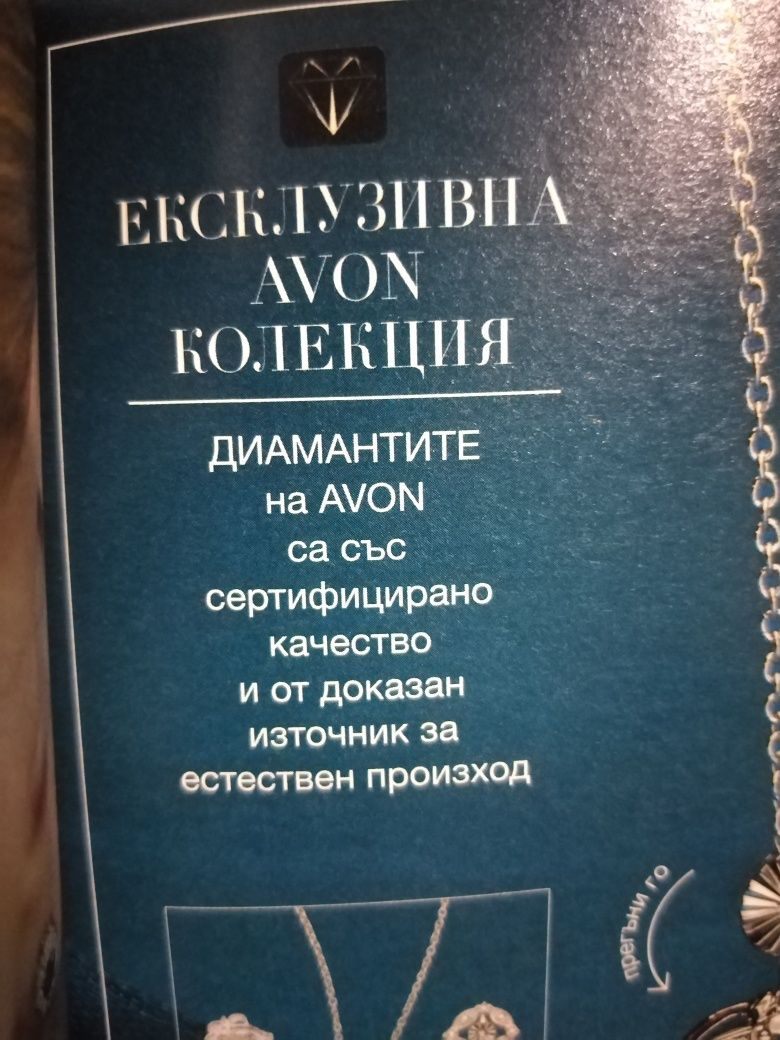 ЕКСКЛУЗИВНА
AVON
КОЛЕКЦИЯ
ДИАМАНТИТЕ
на AVON
са със
сертифицирано
качество
и от доказан
източник за
естествен произход
прегъни го